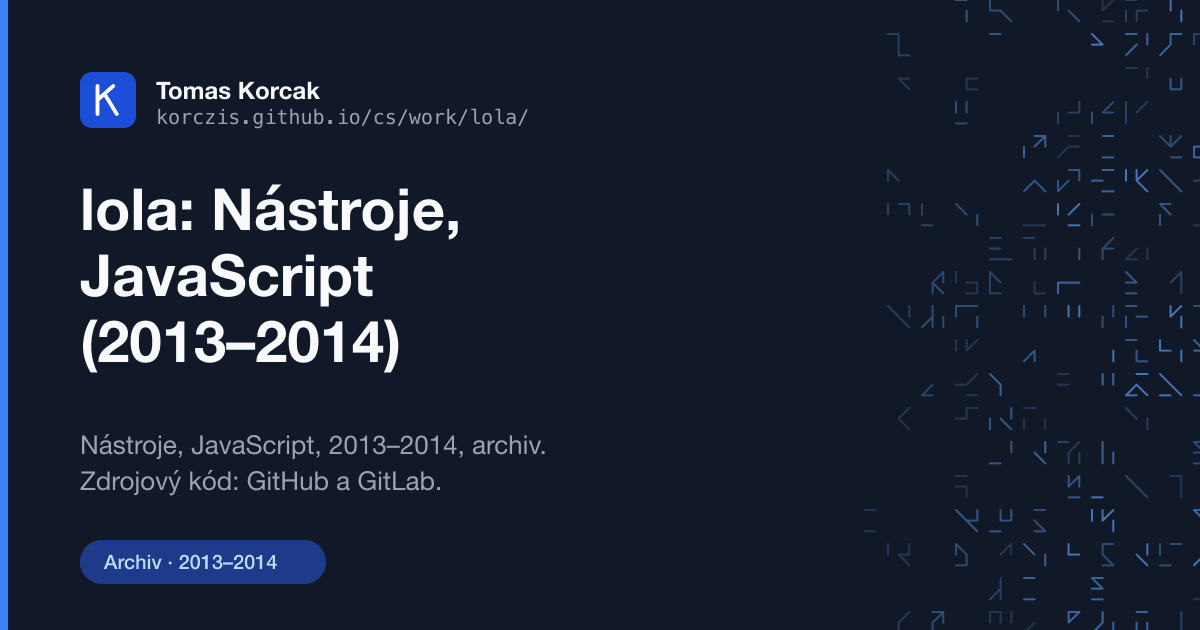 K
Tomas Korcak
korczis.github.io/cs/work/lola/
lola: Nástroje,
JavaScript
(2013–2014)
Nástroje, JavaScript, 2013–2014, archiv.
Zdrojový kód: GitHub a GitLab.
Archiv · 2013–2014